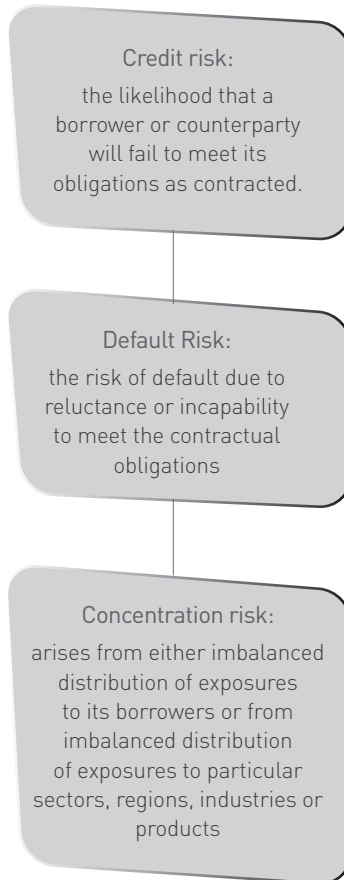 Credit risk:
the likelihood that a
borrower or counterparty
will fail to meet its
obligations as contracted.
Default Risk:
the risk of default due to
reluctance or incapability
to meet the contractual
obligations
Concentration risk:
arises from either imbalanced
distribution of exposures
to its borrowers or from
imbalanced distribution
of exposures to particular
sectors, regions, industries or
products